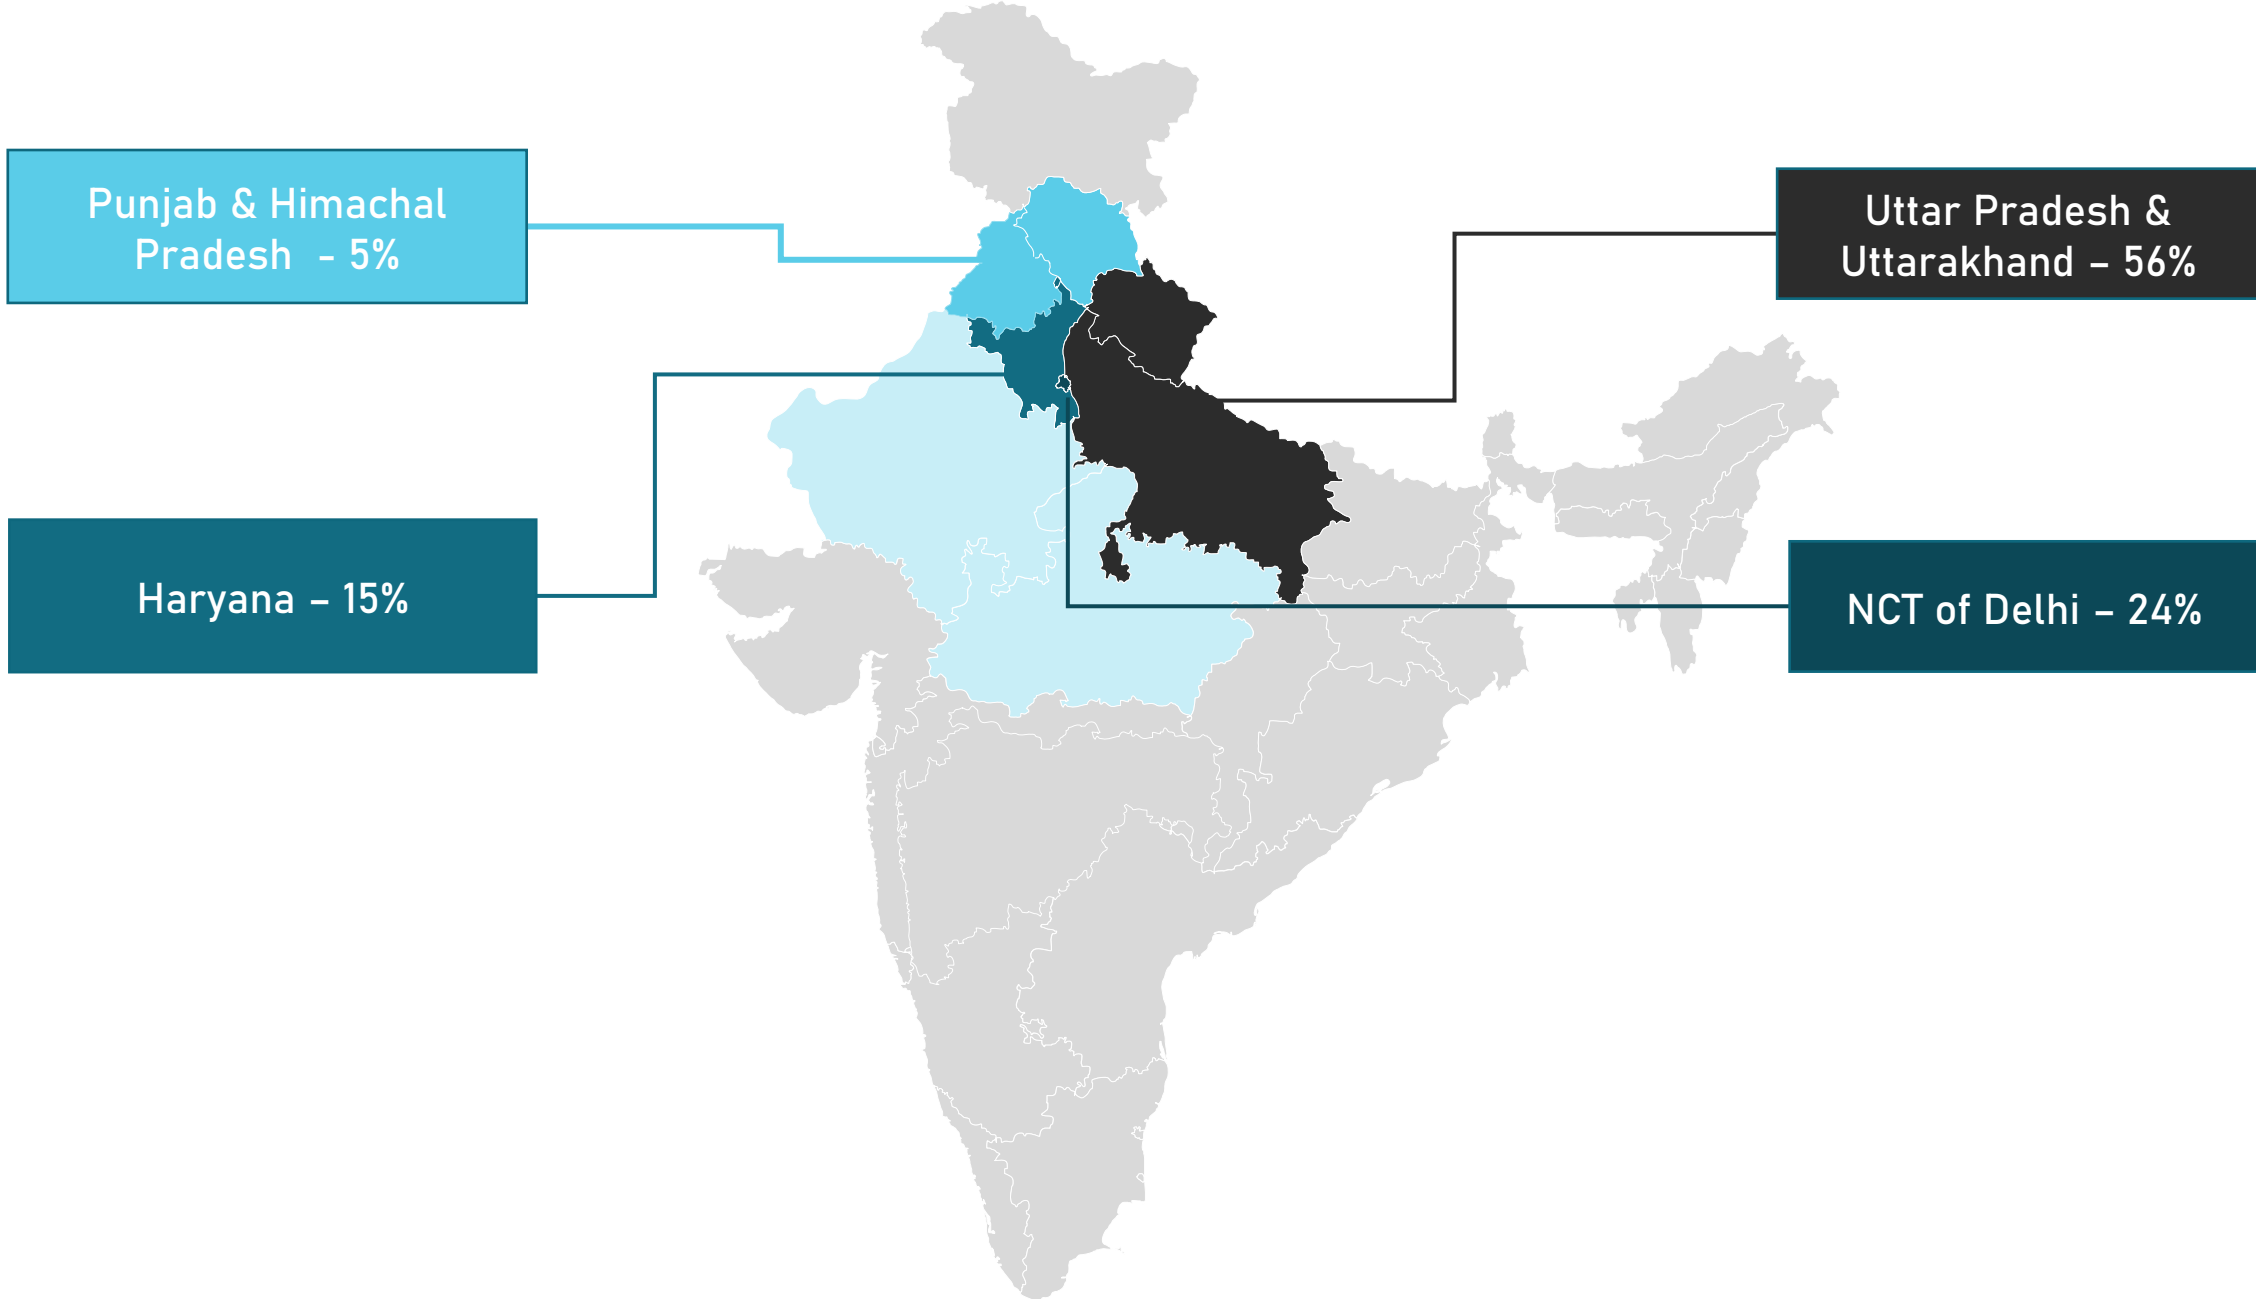 Punjab & Himachal
Pradesh  - 5%
Uttar Pradesh &
Uttarakhand – 56%
Haryana – 15%
NCT of Delhi – 24%